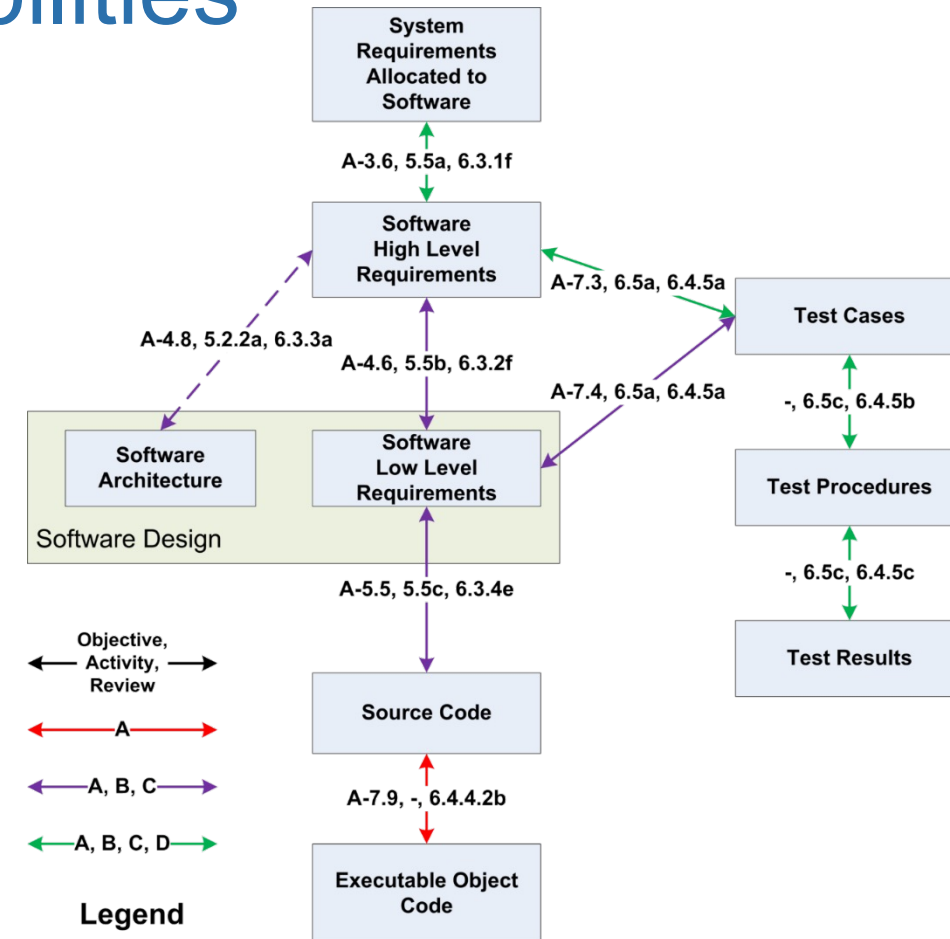 System
Requirements
Allocated to
Software
A-3.6, 5.5a, 6.3.1f
Software
High Level
Requirements
A-7.3, 6.5a, 6.4.5a
Test Cases
A-4.8, 5.2.2a, 6.3.3a
A-4.6, 5.5b, 6.3.2f
A-7.4, 6.5a, 6.4.5a
-, 6.5c, 6.4.5b
Software
Architecture
Software
Low Level
Requirements
Test Procedures
Software Design
-, 6.5c, 6.4.5c
A-5.5, 5.5c, 6.3.4e
Test Results
Objective,
Activity,
Review
A
A, B, C
A, B, C, D
Legend
Source Code
A-7.9, -, 6.4.4.2b
Executable Object
Code